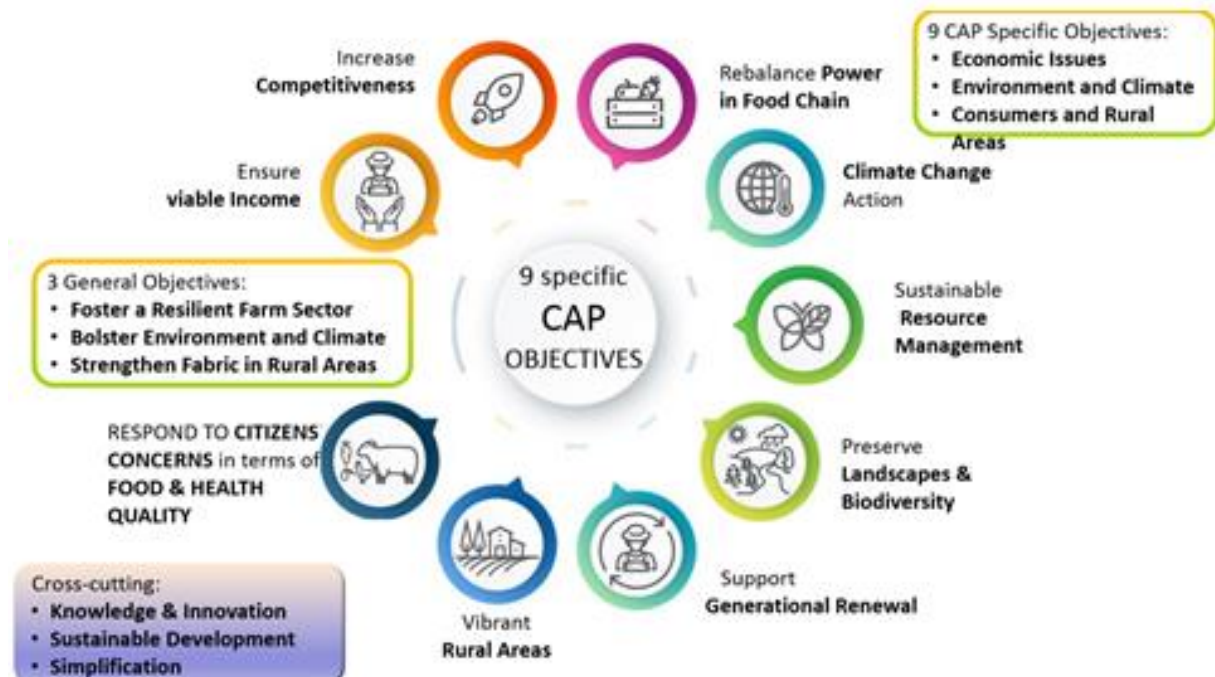 Increase
Competitiveness
Rebalance Power
in Food Chain
9 CAP Specific Objectives:
• Economic Issues
• Environment and Climate
• Consumers and Rural
Areas
Ensure
viable Income
Climate Change
Action
3 General Objectives:
• Foster a Resilient Farm Sector
• Bolster Environment and Climate
• Strengthen Fabric in Rural Areas
9 specific
CAP
OBJECTIVES
Sustainable
Resource
Management
RESPOND TO CITIZENS
CONCERNS in terms of
FOOD & HEALTH
QUALITY
Preserve
Landscapes &
Biodiversity
Cross-cutting:
• Knowledge & Innovation
• Sustainable Development
• Simplification
Vibrant
Rural Areas
Support
Generational Renewal